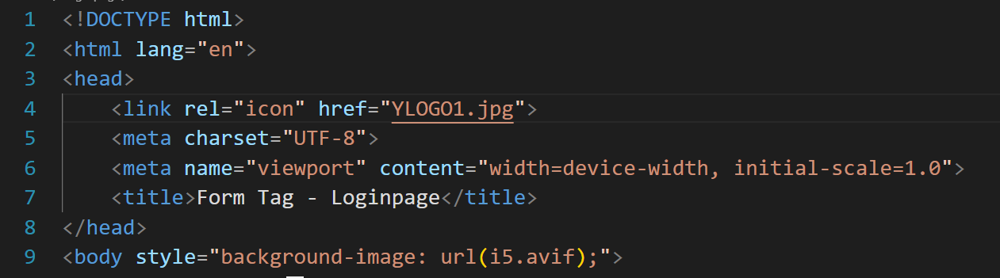 1 <!DOCTYPE html>
2 <html lang="en">
3 <head>
4 <link rel="icon" href="YLOGO1.jpg">
5 <meta charset="UTF-8">
6 <meta name="viewport" content="width=device-width, initial-scale=1.0">
7 <title>Form Tag - Loginpage</title>
8 </head>
9 <body style="background-image: url(i5.avif);">